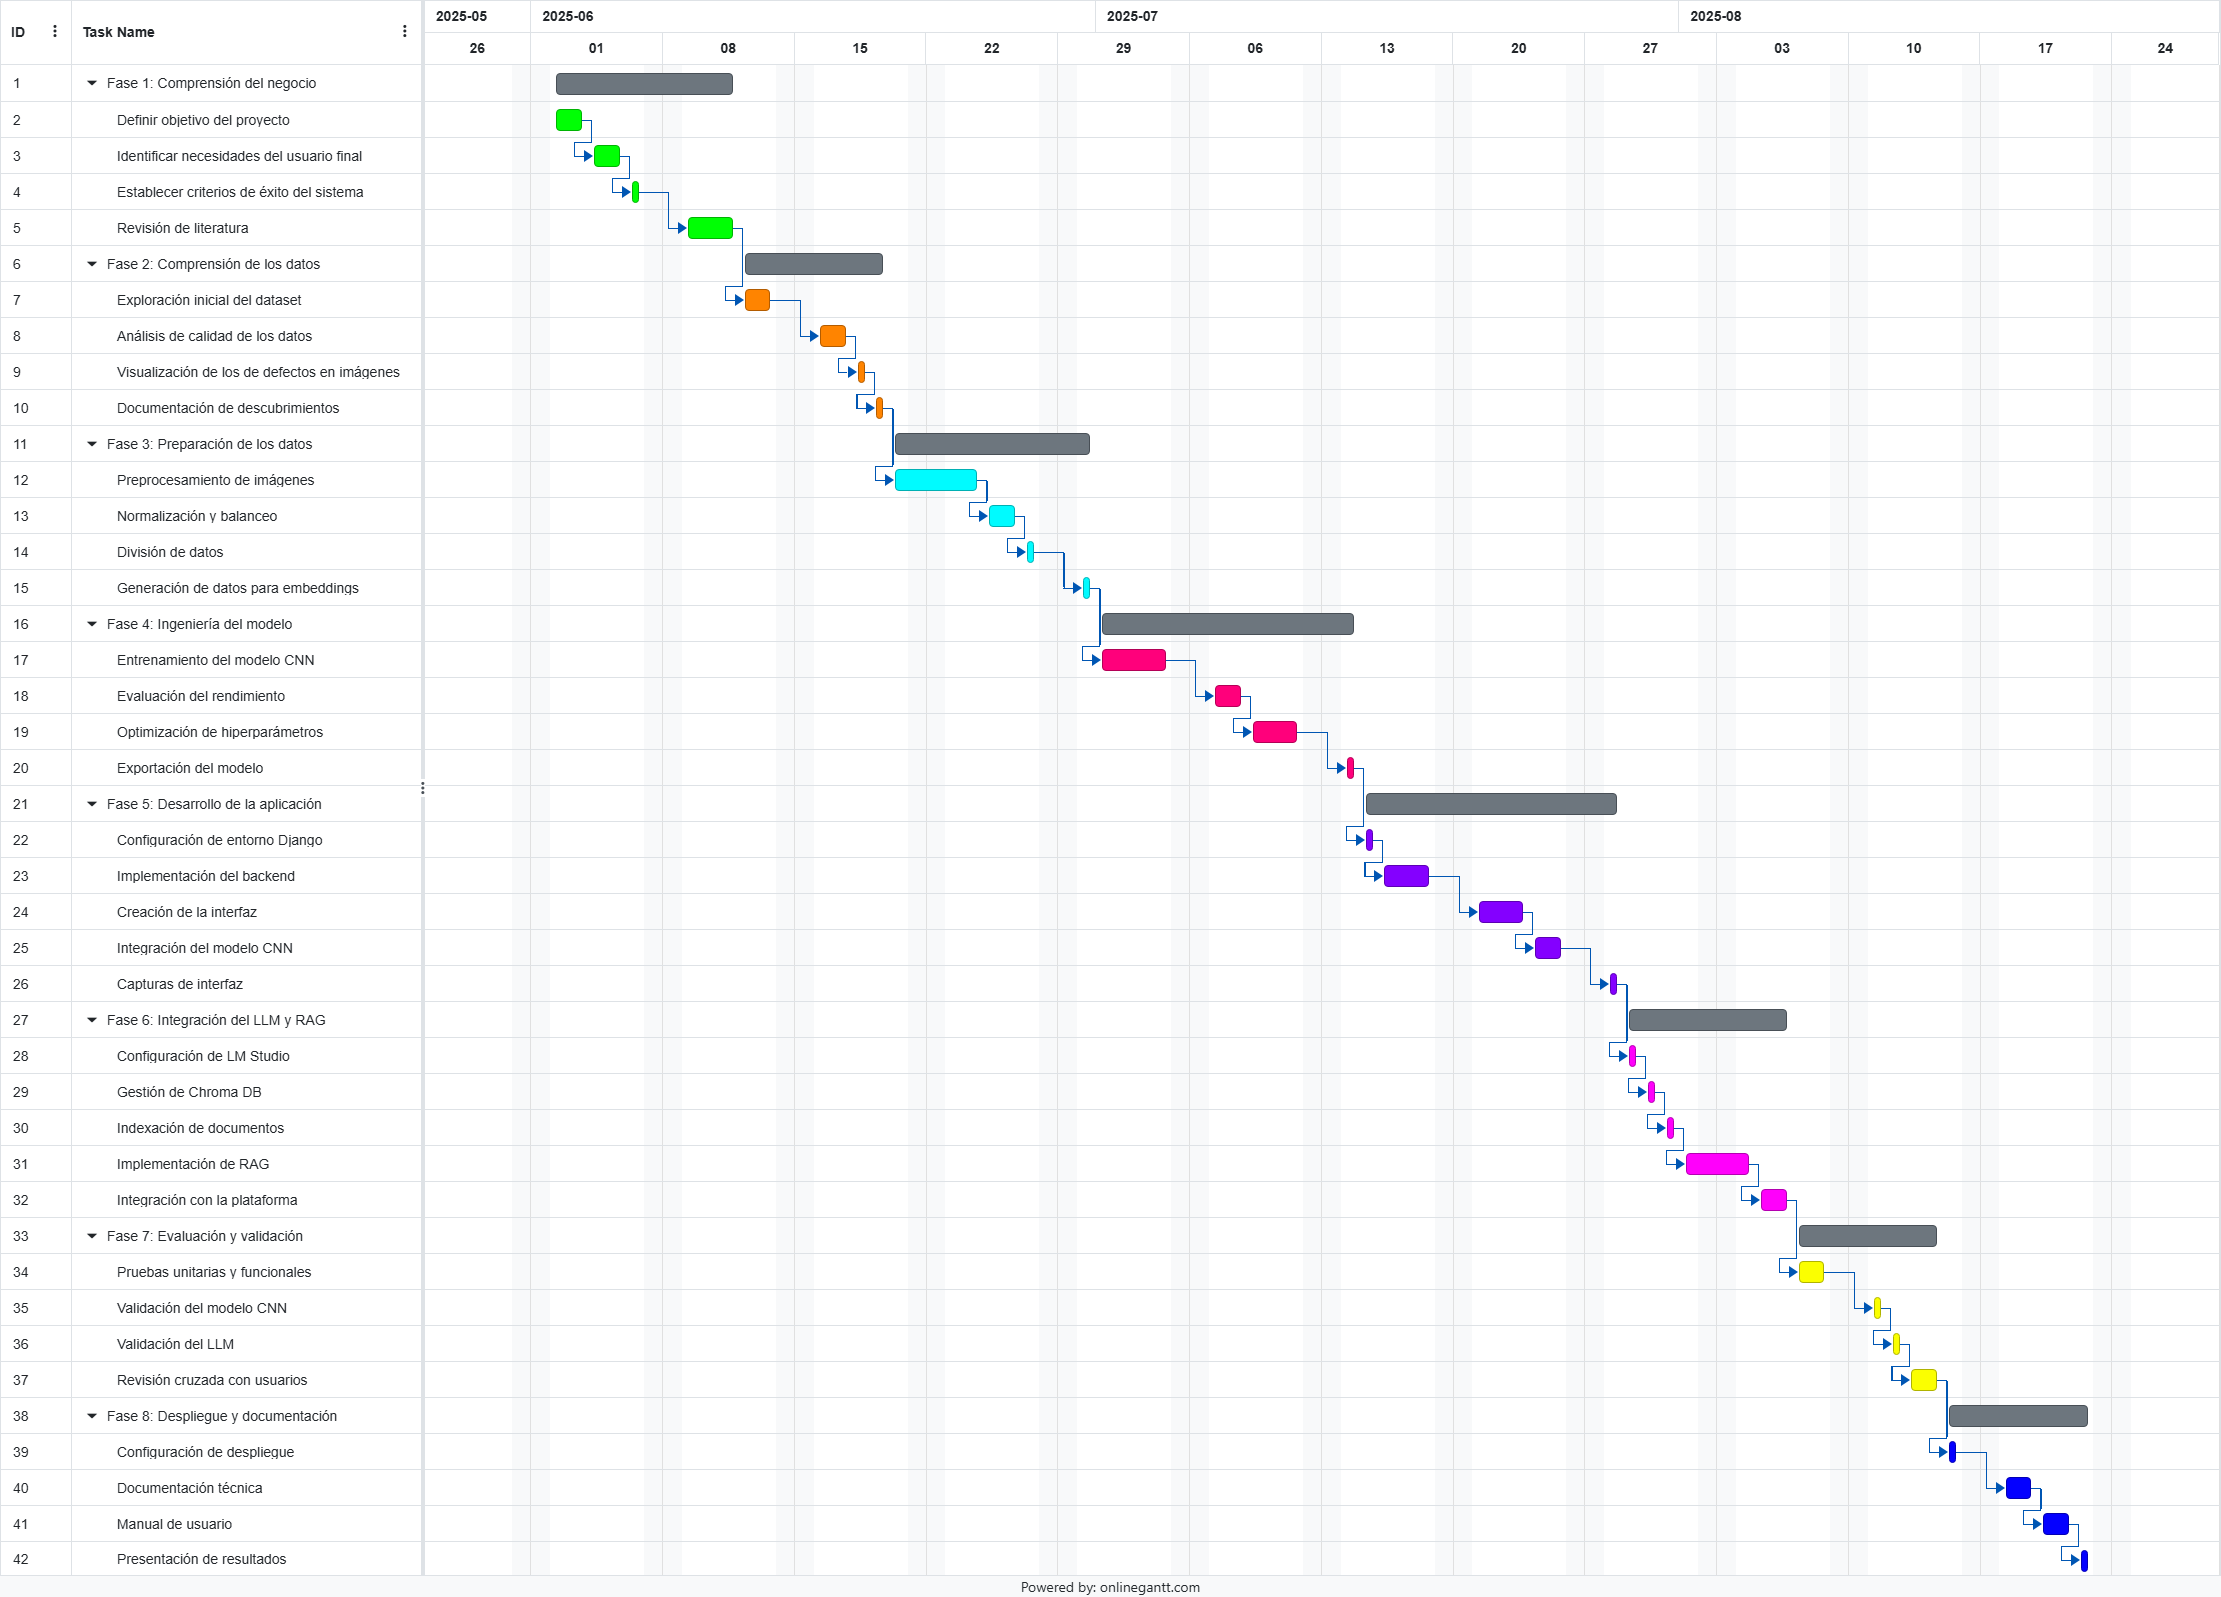 ID Task Name 2025-05 2025-06 2025-07 2025-08
26 01 08 15 22 29 06 13 20 27 03 10 17 24
1 Fase 1: Comprensión del negocio
2 Definir objetivo del proyecto
3 Identificar necesidades del usuario final
4 Establecer criterios de éxito del sistema
5 Revisión de literatura
6 Fase 2: Comprensión de los datos
7 Exploración inicial del dataset
8 Análisis de calidad de los datos
9 Visualización de los de defectos en imágenes
10 Documentación de descubrimientos
11 Fase 3: Preparación de los datos
12 Preprocesamiento de imágenes
13 Normalización y balanceo
14 División de datos
15 Generación de datos para embeddings
16 Fase 4: Ingeniería del modelo
17 Entrenamiento del modelo CNN
18 Evaluación del rendimiento
19 Optimización de hiperparámetros
20 Exportación del modelo
21 Fase 5: Desarrollo de la aplicación
22 Configuración de entorno Django
23 Implementación del backend
24 Creación de la interfaz
25 Integración del modelo CNN
26 Capturas de interfaz
27 Fase 6: Integración del LLM y RAG
28 Configuración de LM Studio
29 Gestión de Chroma DB
30 Indexación de documentos
31 Implementación de RAG
32 Integración con la plataforma
33 Fase 7: Evaluación y validación
34 Pruebas unitarias y funcionales
35 Validación del modelo CNN
36 Validación del LLM
37 Revisión cruzada con usuarios
38 Fase 8: Despliegue y documentación
39 Configuración de despliegue
40 Documentación técnica
41 Manual de usuario
42 Presentación de resultados
Powered by: onlinegantt.com